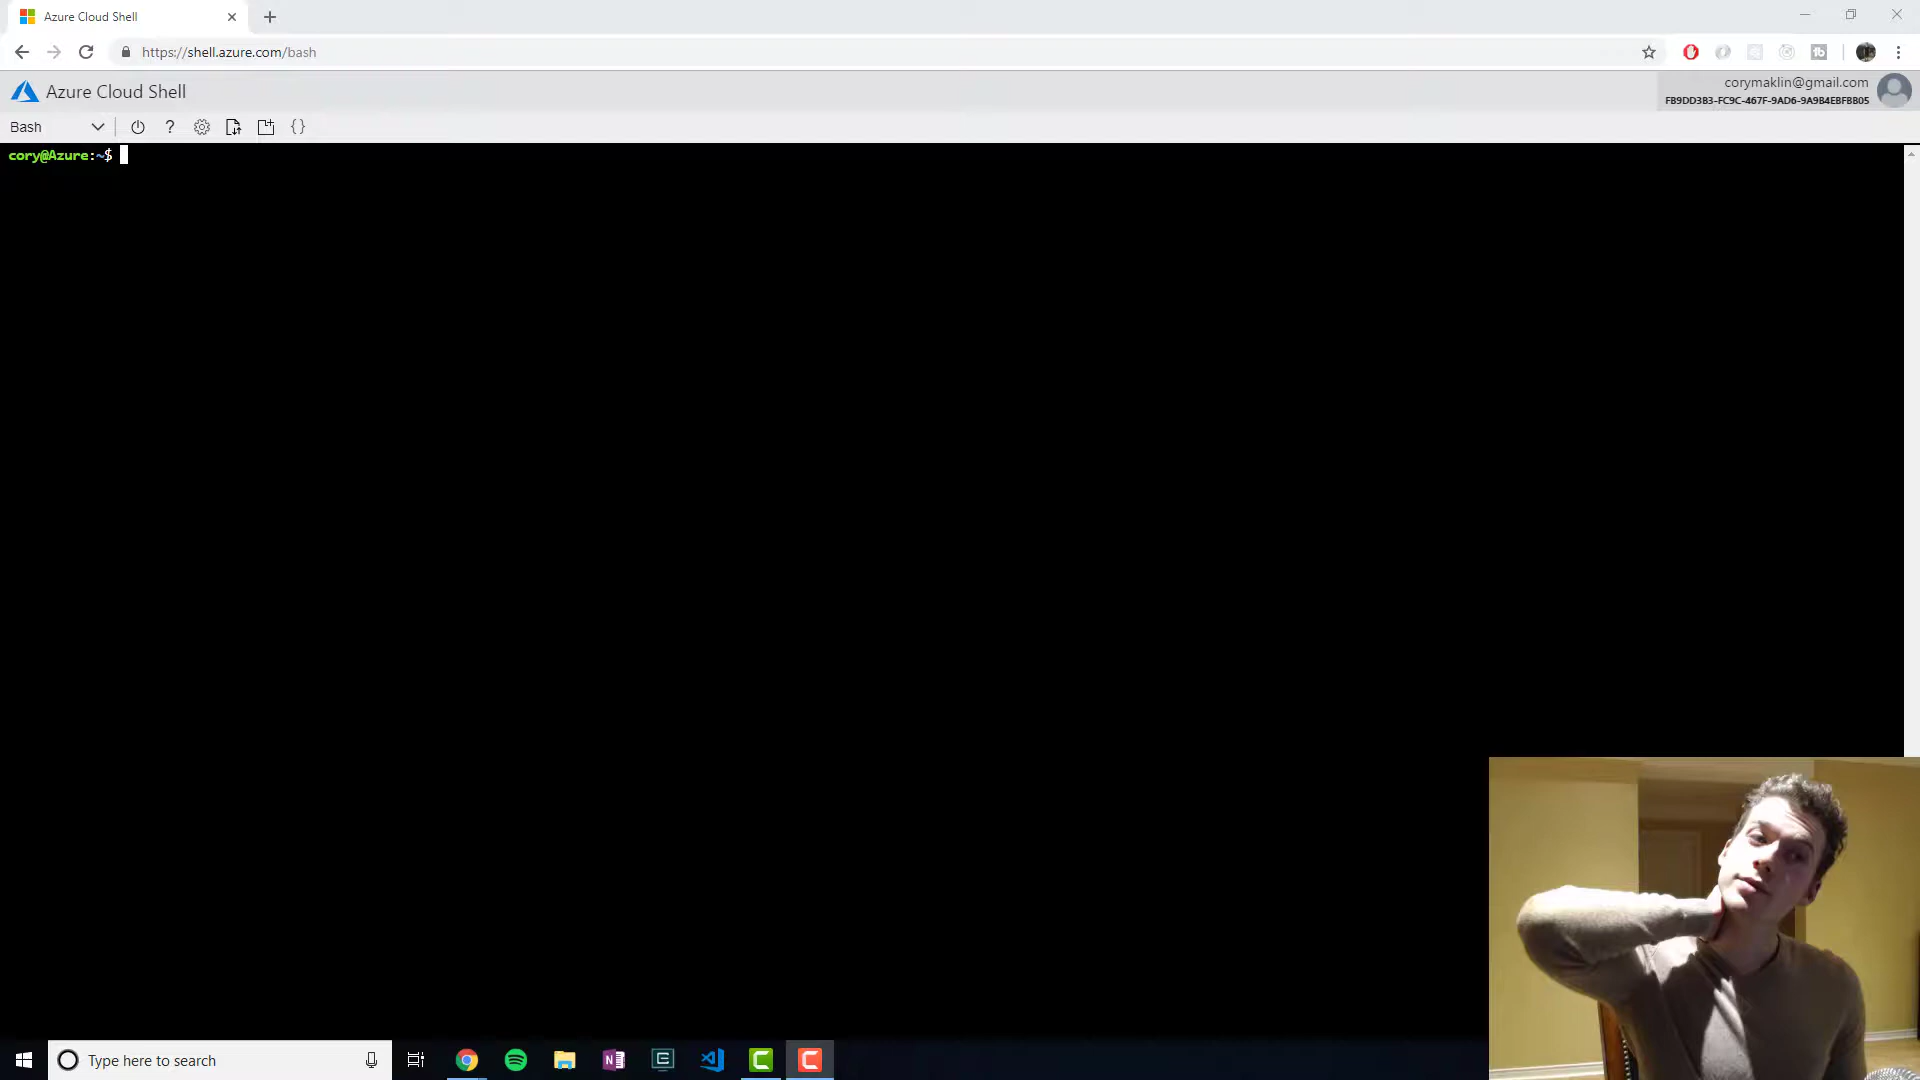 Azure Cloud Shell
https://shell.azure.com/bash
Azure Cloud Shell
corymaklin@gmail.com
FB9DD3B3-FC9C-467F-9AD6-9A9B4EBFBB05
Bash
?
{}
cory@Azure:~$
Type here to search